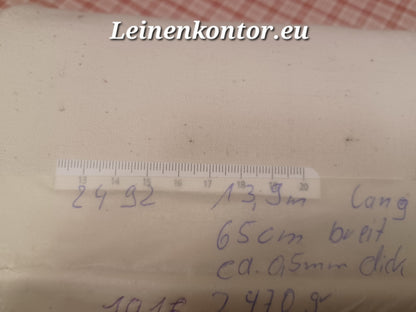 Leinenkontor.eu
13 14 15 16 17 18 19 20
24.92 13,9m lang
65cm breit
ca. 0,5mm dick
2470g